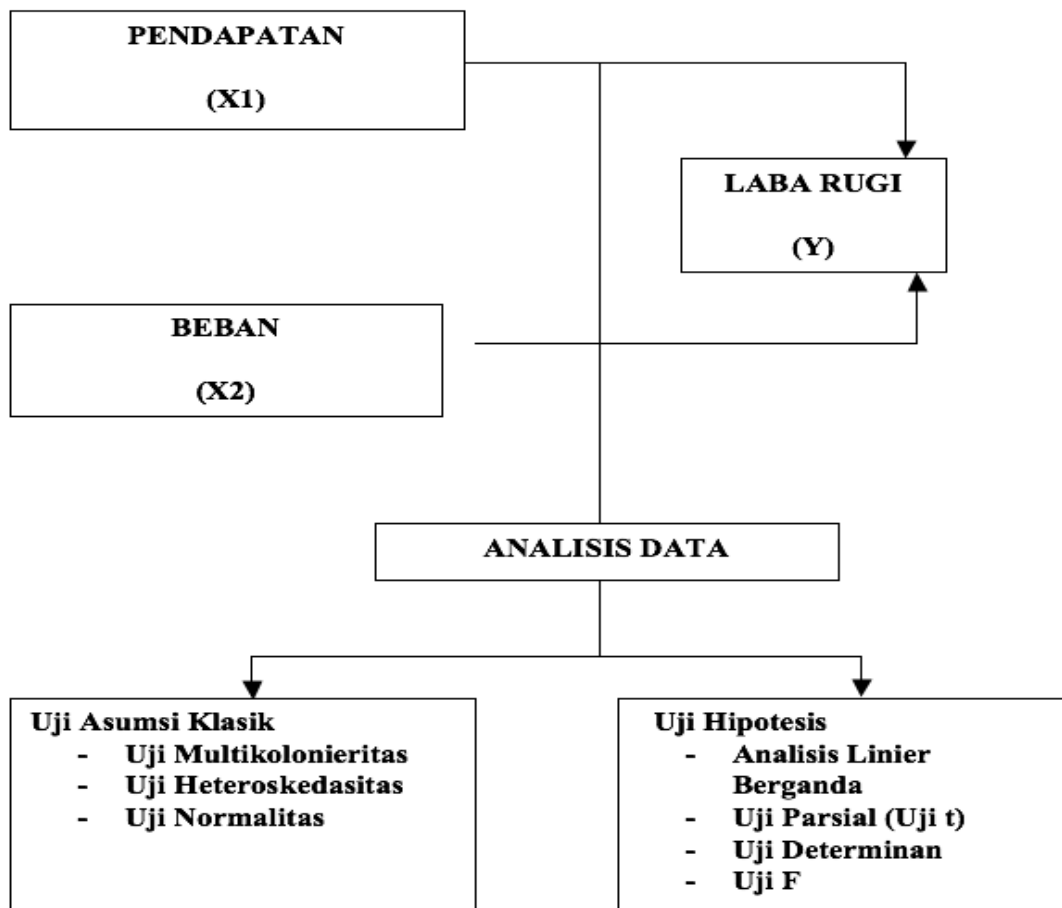 PENDAPATAN
(X1)
LABA RUGI
(Y)
BEBAN
(X2)
ANALISIS DATA
Uji Asumsi Klasik
- Uji Multikolonieritas
- Uji Heteroskedasitas
- Uji Normalitas
Uji Hipotesis
- Analisis Linier
Berganda
- Uji Parsial (Uji t)
- Uji Determinan
- Uji F